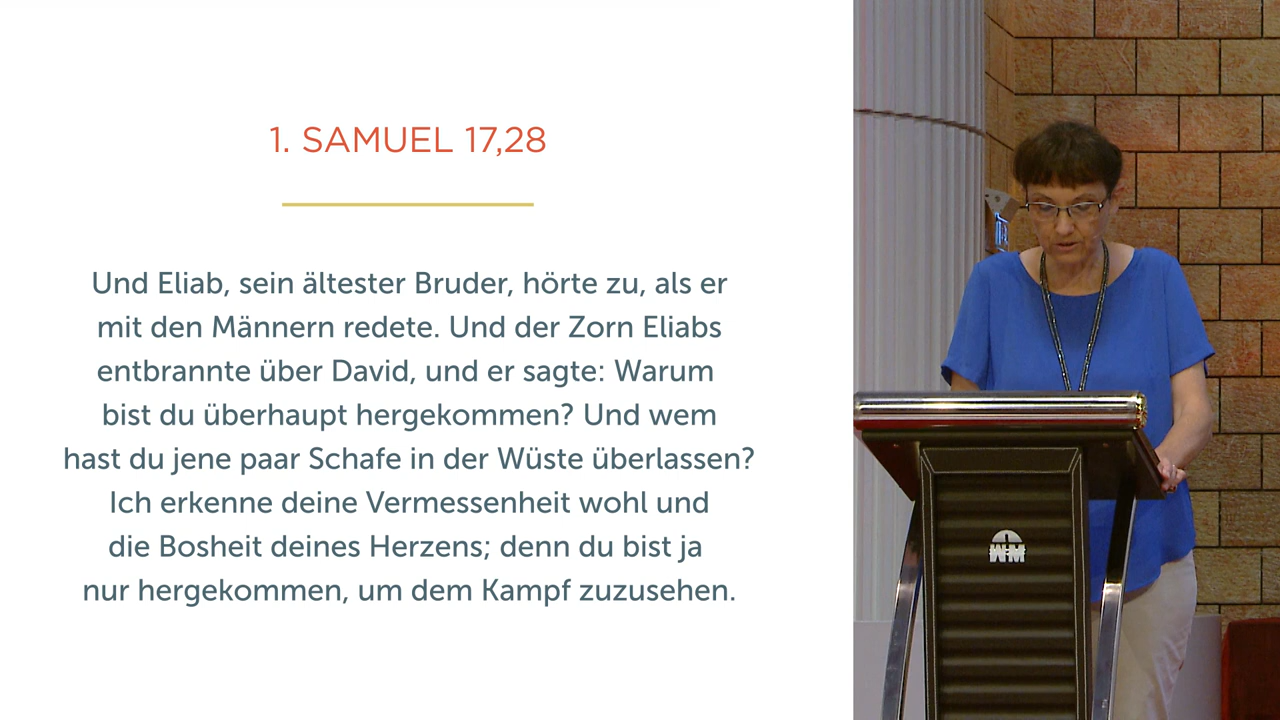 1. SAMUEL 17,28
Und Eliab, sein ältester Bruder, hörte zu, als er
mit den Männern redete. Und der Zorn Eliabs
entbrannte über David, und er sagte: Warum
bist du überhaupt hergekommen? Und wem
hast du jene paar Schafe in der Wüste überlassen?
Ich erkenne deine Vermessenheit wohl und
die Bosheit deines Herzens; denn du bist ja
nur hergekommen, um dem Kampf zuzusehen.